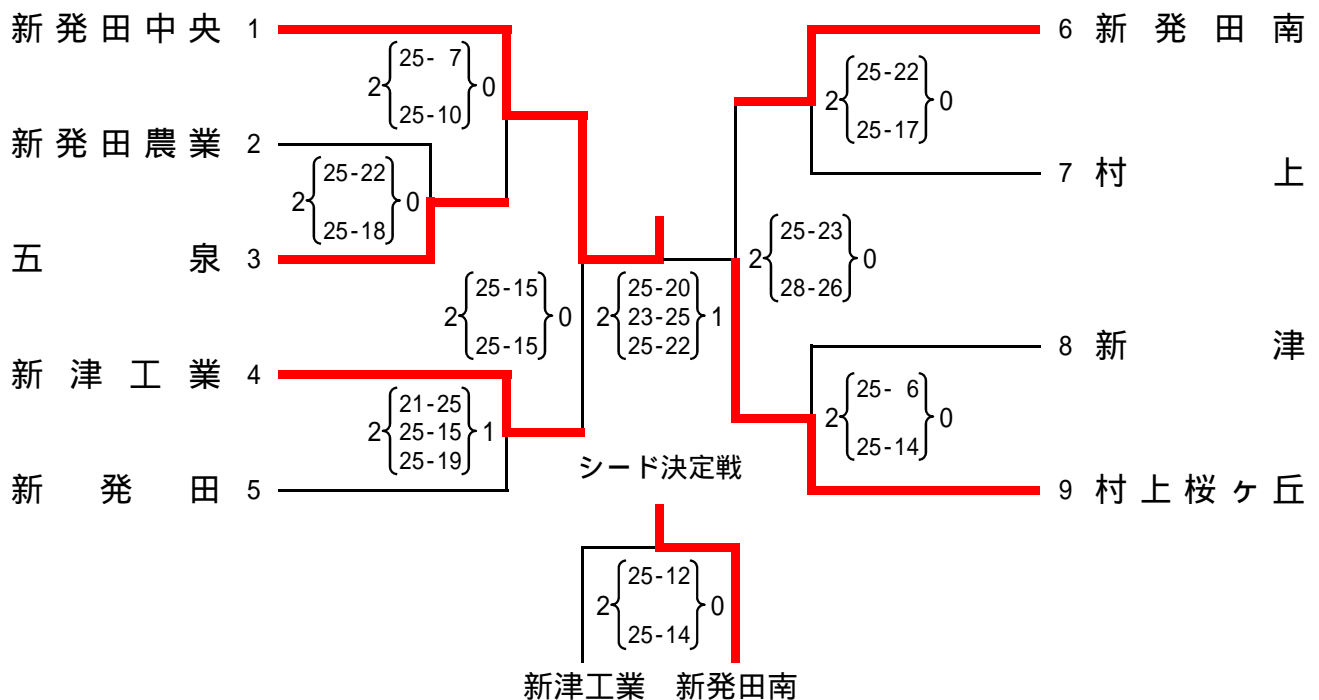 新発田中央 1
6 新発田南
2 25- 7 0
25-10
2 25-22 0
25-17
新発田農業 2
7 村上
2 25-22 0
25-18
五泉 3
2 25-23 0
28-26
2 25-15 0
25-15
2 25-20 1
23-25
25-22
8 新津
新津工業 4
2 21-25 1
25-15
25-19
2 25- 6 0
25-14
シード決定戦
新発田 5
9 村上桜ヶ丘
2 25-12 0
25-14
新津工業 新発田南